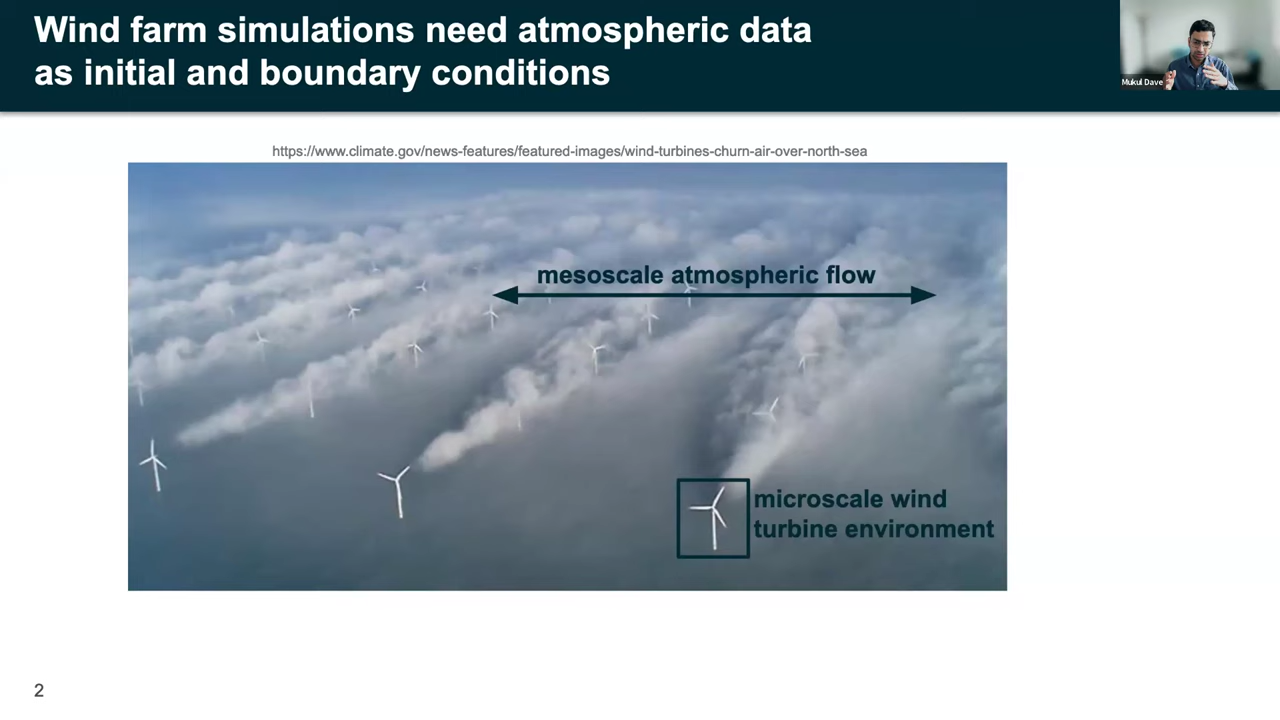 Wind farm simulations need atmospheric data
as initial and boundary conditions
Mukul Dave
https://www.climate.gov/news-features/featured-images/wind-turbines-churn-air-over-north-sea
mesoscale atmospheric flow
microscale wind
turbine environment
2